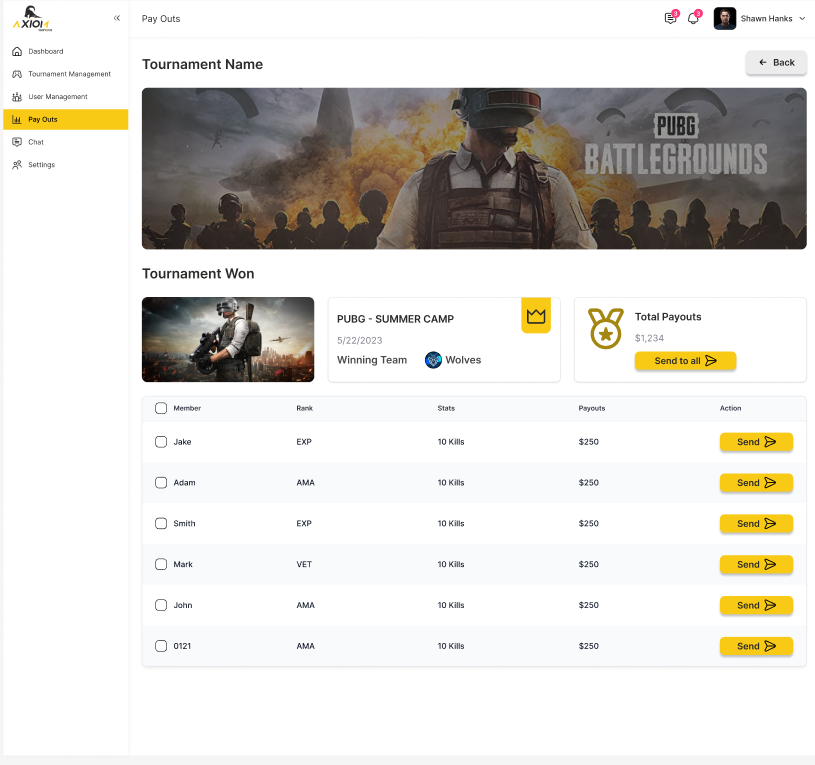 AXIOM
Pay Outs
3
3
Shawn Hanks
Dashboard
Tournament Management
User Management
Pay Outs
Chat
Settings
Tournament Name
Back
PUBG
BATTLEGROUNDS
Tournament Won
PUBG - SUMMER CAMP
5/22/2023
Winning Team Wolves
Total Payouts
$1,234
Send to all
Member Rank Stats Payouts Action
Jake EXP 10 Kills $250 Send
Adam AMA 10 Kills $250 Send
Smith EXP 10 Kills $250 Send
Mark VET 10 Kills $250 Send
John AMA 10 Kills $250 Send
0121 AMA 10 Kills $250 Send